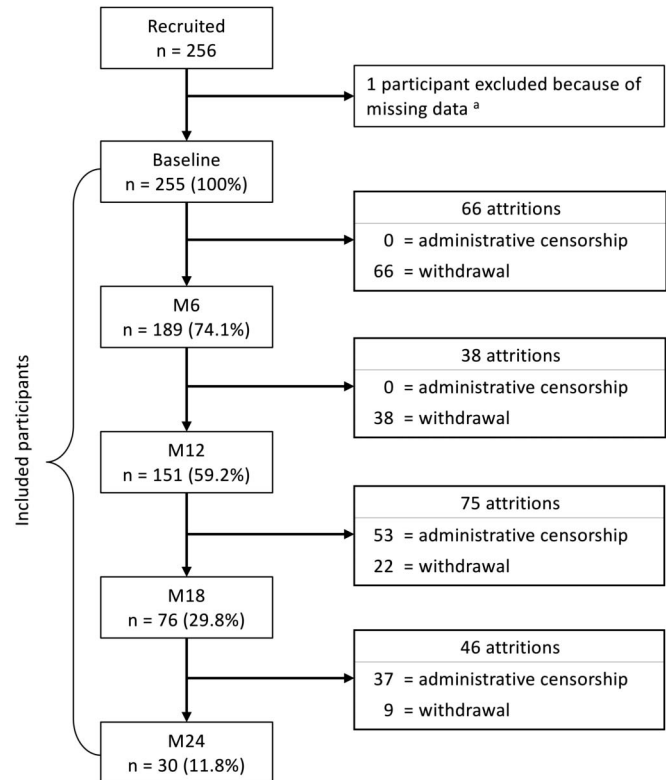 Recruited
n = 256
1 participant excluded because of
missing data a
Baseline
n = 255 (100%)
66 attritions
0 = administrative censorship
66 = withdrawal
M6
n = 189 (74.1%)
38 attritions
0 = administrative censorship
38 = withdrawal
Included participants
M12
n = 151 (59.2%)
75 attritions
53 = administrative censorship
22 = withdrawal
M18
n = 76 (29.8%)
46 attritions
37 = administrative censorship
9 = withdrawal
M24
n = 30 (11.8%)